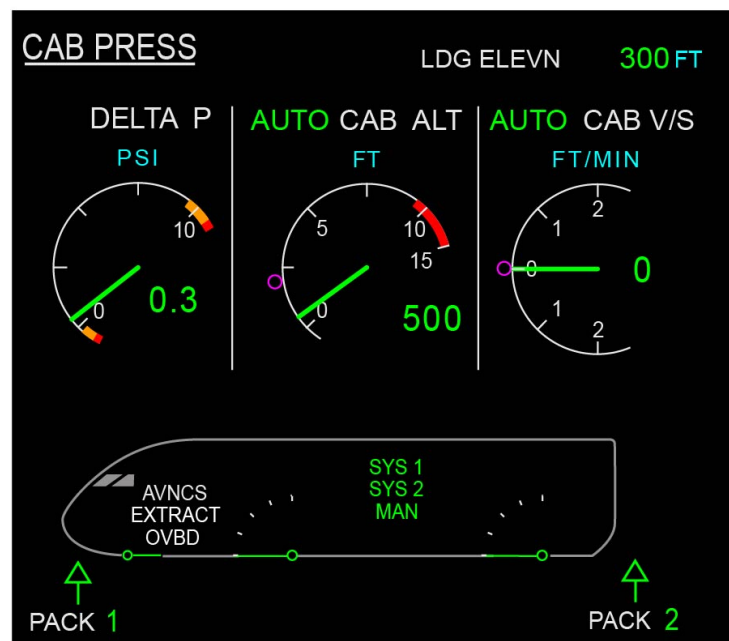 CAB PRESS
LDG ELEVN 300 FT
DELTA P
PSI
10
0
0.3
AUTO CAB ALT
FT
5
10
15
0
500
AUTO CAB V/S
FT/MIN
2
1
0
1
2
0
SYS 1
SYS 2
MAN
AVNCS
EXTRACT
OVBD
PACK 1
PACK 2